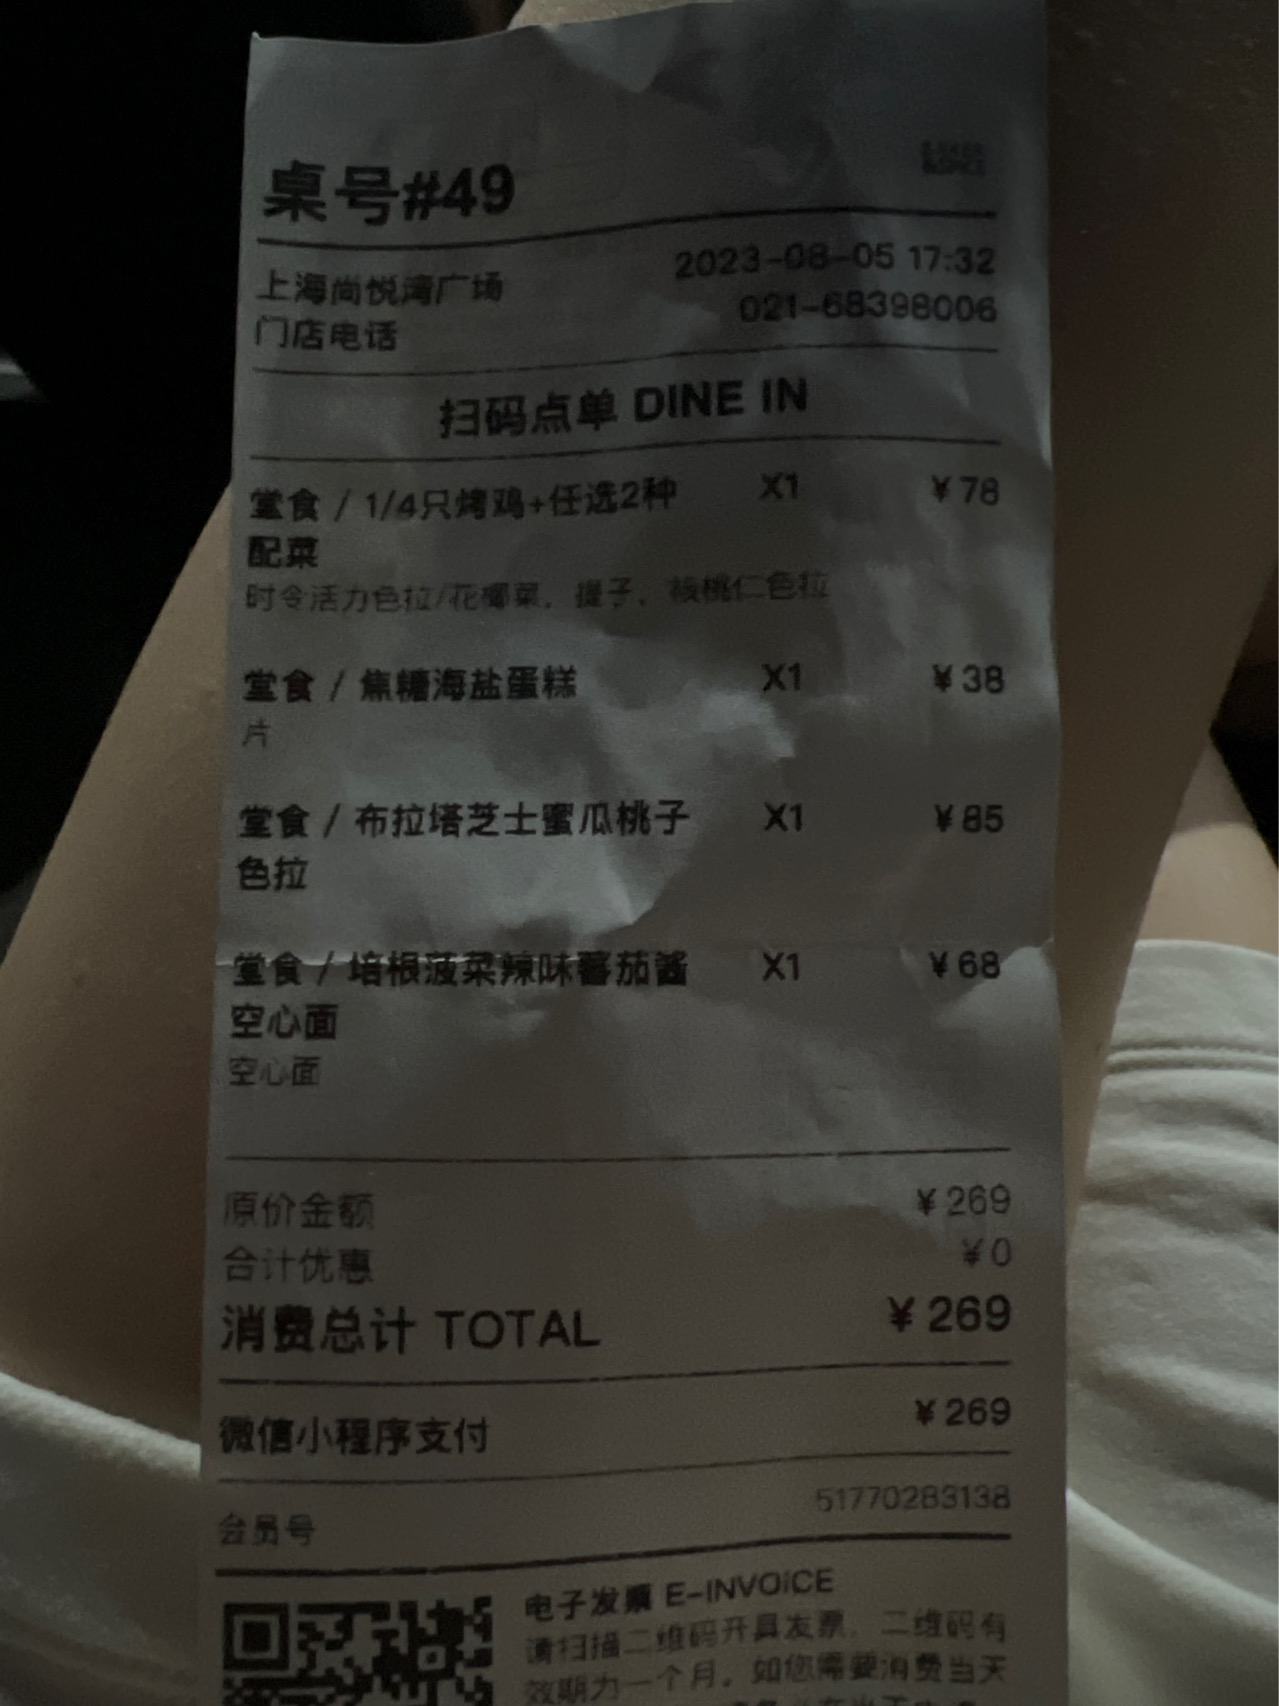 桌号#49
上海尚悦湾广场 2023-08-05 17:32
门店电话 021-68398006
扫码点单 DINE IN
堂食 / 1/4只烤鸡+任选2种 X1 ¥78
配菜
时令活力色拉/花椰菜，提子，核桃仁色拉
堂食 / 焦糖海盐蛋糕 X1 ¥38
片
堂食 / 布拉塔芝士蜜瓜桃子 X1 ¥85
色拉
堂食 / 培根菠菜辣味蕃茄酱 X1 ¥68
空心面
空心面
原价金额 ¥269
合计优惠 ¥0
消费总计 TOTAL ¥269
微信小程序支付 ¥269
会员号 51770283138
电子发票 E-INVOICE
请扫描二维码开具发票，二维码有
效期为一个月，如您需要消费当天